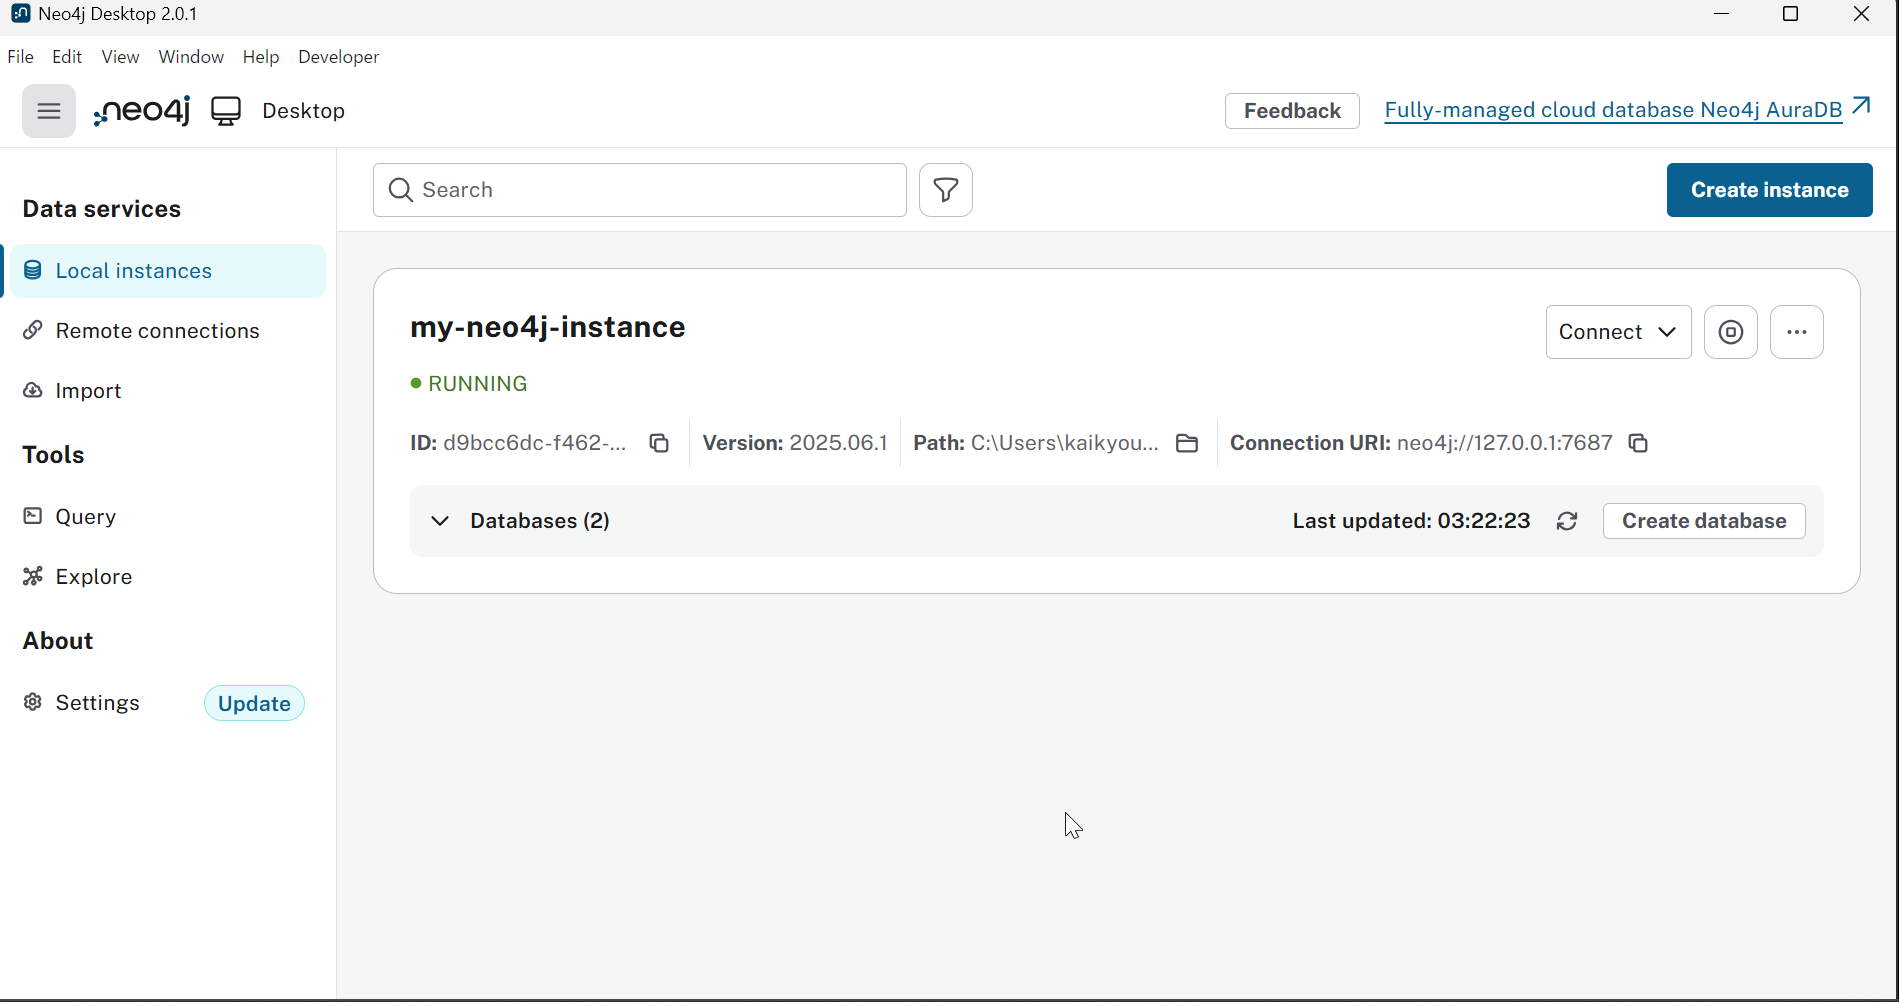 Neo4j Desktop 2.0.1
File Edit View Window Help Developer
neo4j Desktop
Feedback
Fully-managed cloud database Neo4j AuraDB
Data services
Local instances
Remote connections
Import
Tools
Query
Explore
About
Settings
Update
Search
Create instance
my-neo4j-instance
Connect
RUNNING
ID: d9bcc6dc-f462-...
Version: 2025.06.1
Path: C:\Users\kaikyou...
Connection URI: neo4j://127.0.0.1:7687
Databases (2)
Last updated: 03:22:23
Create database